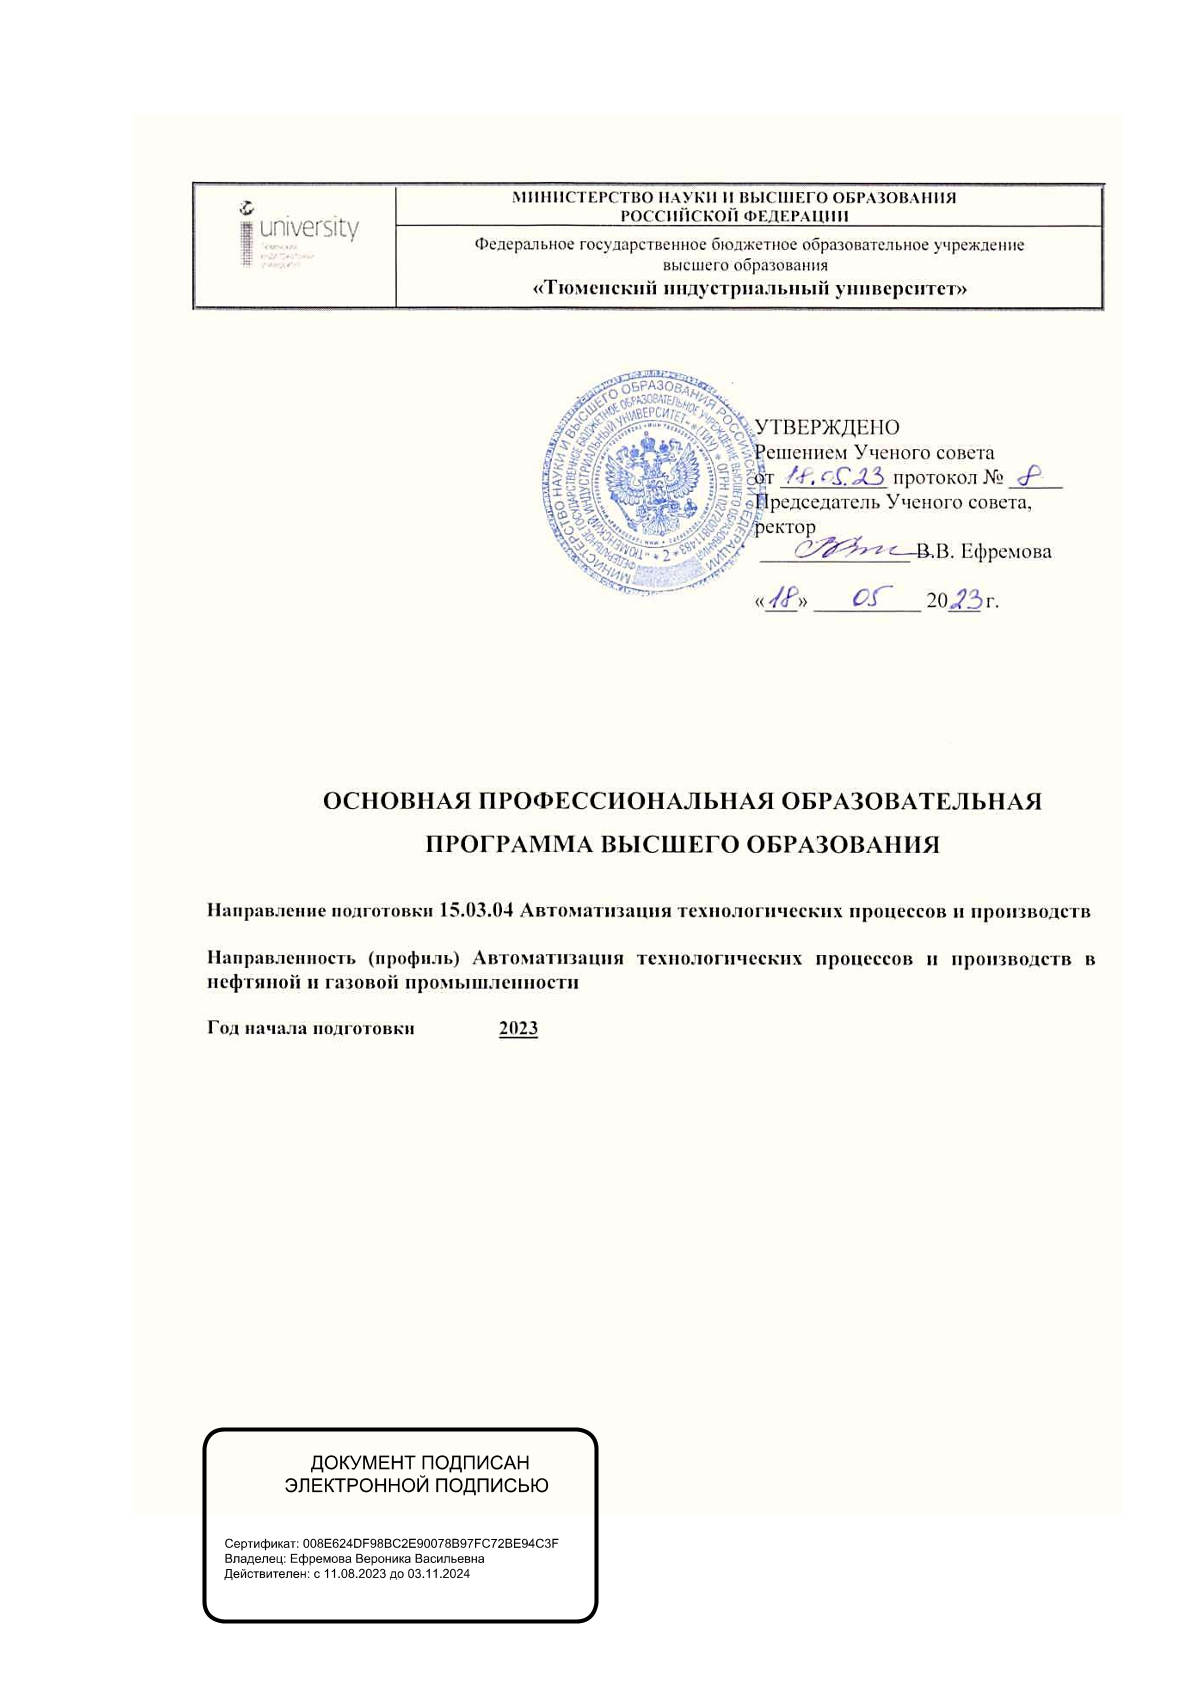 university
Тюменский
индустриальный
университет
МИНИСТЕРСТВО НАУКИ И ВЫСШЕГО ОБРАЗОВАНИЯ
РОССИЙСКОЙ ФЕДЕРАЦИИ
Федеральное государственное бюджетное образовательное учреждение
высшего образования
«Тюменский индустриальный университет»
МИНИСТЕРСТВО НАУКИ И ВЫСШЕГО ОБРАЗОВАНИЯ РОССИЙСКОЙ ФЕДЕРАЦИИ
ФЕДЕРАЛЬНОЕ ГОСУДАРСТВЕННОЕ БЮДЖЕТНОЕ ОБРАЗОВАТЕЛЬНОЕ УЧРЕЖДЕНИЕ ВЫСШЕГО ОБРАЗОВАНИЯ
«ТЮМЕНСКИЙ ИНДУСТРИАЛЬНЫЙ УНИВЕРСИТЕТ» * (ТИУ) * ОГРН 1027200811483 * 2 *
УТВЕРЖДЕНО
Решением Ученого совета
от 18.05.23 протокол № 8
Председатель Ученого совета,
ректор
В.В. Ефремова
«18» 05 2023 г.
ОСНОВНАЯ ПРОФЕССИОНАЛЬНАЯ ОБРАЗОВАТЕЛЬНАЯ
ПРОГРАММА ВЫСШЕГО ОБРАЗОВАНИЯ
Направление подготовки 15.03.04 Автоматизация технологических процессов и производств
Направленность (профиль) Автоматизация технологических процессов и производств в
нефтяной и газовой промышленности
Год начала подготовки 2023
ДОКУМЕНТ ПОДПИСАН
ЭЛЕКТРОННОЙ ПОДПИСЬЮ
Сертификат: 008E624DF98BC2E90078B97FC72BE94C3F
Владелец: Ефремова Вероника Васильевна
Действителен: с 11.08.2023 до 03.11.2024